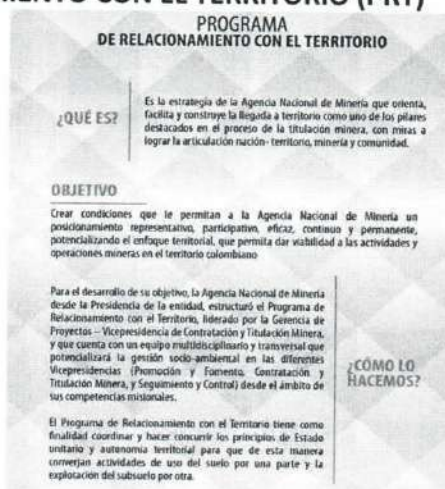 MIENTO CON EL TERRITORIO (PRT)
PROGRAMA
DE RELACIONAMIENTO CON EL TERRITORIO
¿QUÉ ES?
Es la estrategia de la Agencia Nacional de Minería que orienta,
facilita y construye la llegada a territorio como uno de los pilares
destacados en el proceso de la titulación minera, con miras a
lograr la articulación nación- territorio, minería y comunidad.
OBJETIVO
Crear condiciones que le permitan a la Agencia Nacional de Minería un
posicionamiento representativo, participativo, eficaz, continuo y permanente,
potencializando el enfoque territorial, que permita dar viabilidad a las actividades y
operaciones mineras en el territorio colombiano
Para el desarrollo de su objetivo, la Agencia Nacional de Minería
desde la Presidencia de la entidad, estructuró el Programa de
Relacionamiento con el Territorio, liderado por la Gerencia de
Proyectos – Vicepresidencia de Contratación y Titulación Minera,
y que cuenta con un equipo multidisciplinario y transversal que
potencializará la gestión socio-ambiental en las diferentes
Vicepresidencias (Promoción y Fomento, Contratación y
Titulación Minera, y Seguimiento y Control) desde el ámbito de
sus competencias misionales.
El Programa de Relacionamiento con el Territorio tiene como
finalidad coordinar y hacer concurrir los principios de Estado
unitario y autonomía territorial para que de esta manera
converjan actividades de uso del suelo por una parte y la
explotación del subsuelo por otra.
¿CÓMO LO
HACEMOS?